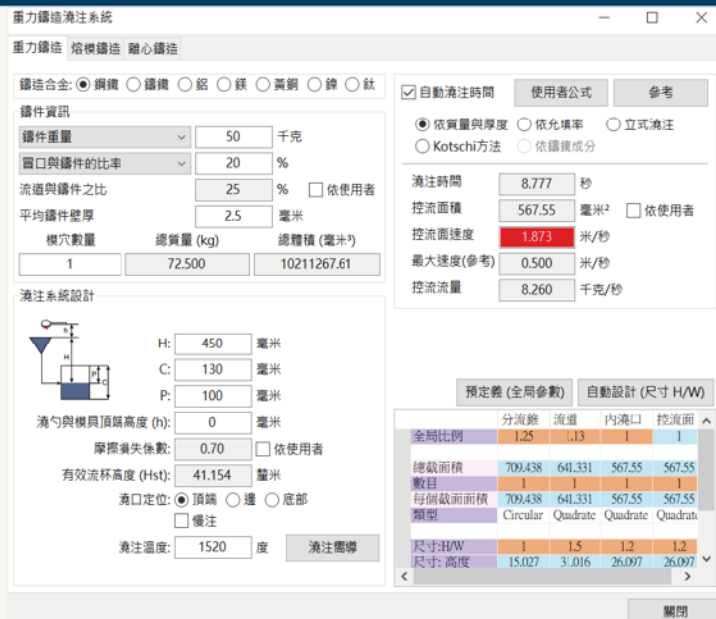 重力鑄造澆注系統
重力鑄造 熔模鑄造 離心鑄造
鑄造合金: 鋼鐵 鑄鐵 鋁 鎂 黃銅 鎳 鈦
鑄件資訊
鑄件重量 50 千克
冒口與鑄件的比率 20 %
流道與鑄件之比 25 % 依使用者
平均鑄件壁厚 2.5 毫米
模穴數量 總質量 (kg) 總體積 (毫米³)
1 72.500 10211267.61
澆注系統設計
h
H
P
C
H: 450 毫米
C: 130 毫米
P: 100 毫米
澆勺與模具頂端高度 (h): 0 毫米
摩擦損失係數: 0.70 依使用者
有效流杯高度 (Hst): 41.154 釐米
澆口定位: 頂端 邊 底部
慢注
澆注溫度: 1520 度 澆注嚮導
自動澆注時間 使用者公式 參考
依質量與厚度 依允填率 立式澆注
Kotschi方法 依鑄鐵成分
澆注時間 8.777 秒
控流面積 567.55 毫米² 依使用者
控流面速度 1.873 米/秒
最大速度(參考) 0.500 米/秒
控流流量 8.260 千克/秒
預定義 (全局參數) 自動設計 (尺寸 H/W)
分流錐 流道 內澆口 控流面
全局比例 1.25 1.13 1 1
總截面積 709.438 641.331 567.55 567.55
數目 1 1 1 1
每個截面面積 709.438 641.331 567.55 567.55
類型 Circular Quadrate Quadrate Quadrate
尺寸:H/W 1 1.5 1.2 1.2
尺寸: 高度 15.027 31.016 26.097 26.097
關閉